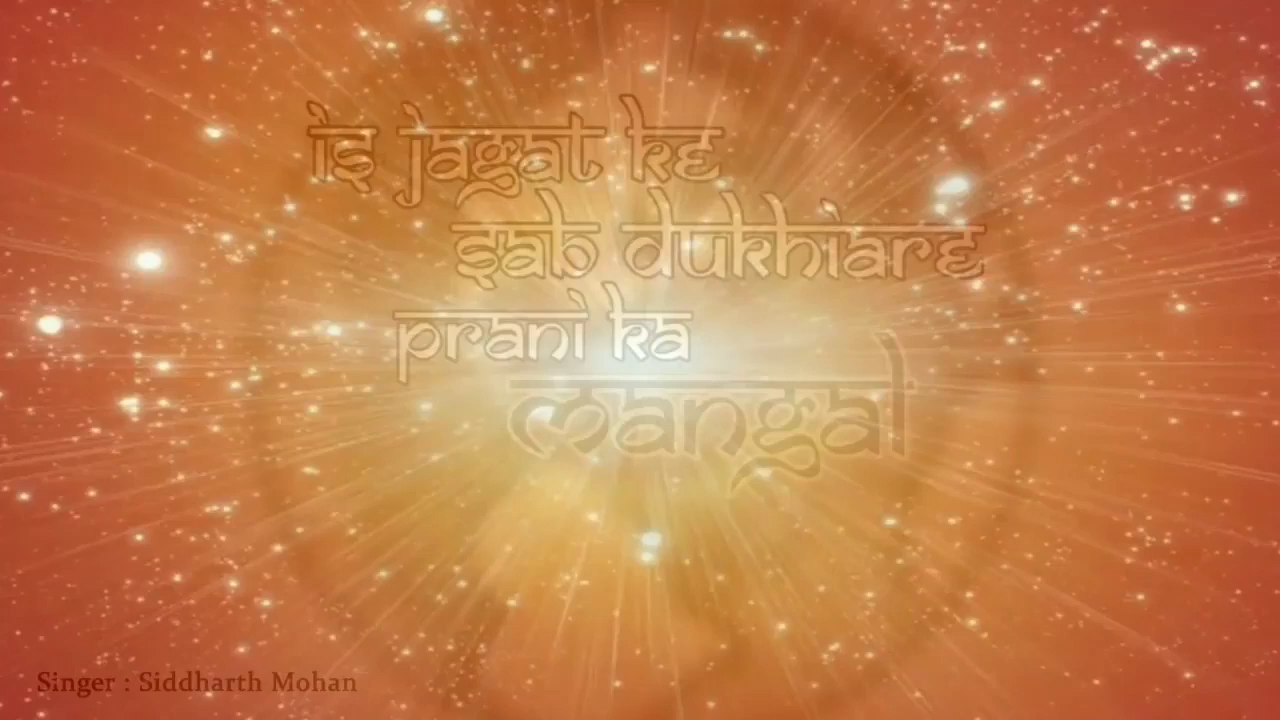 is jagat ke
sab dukhiare
prani ka
mangal
Singer : Siddharth Mohan